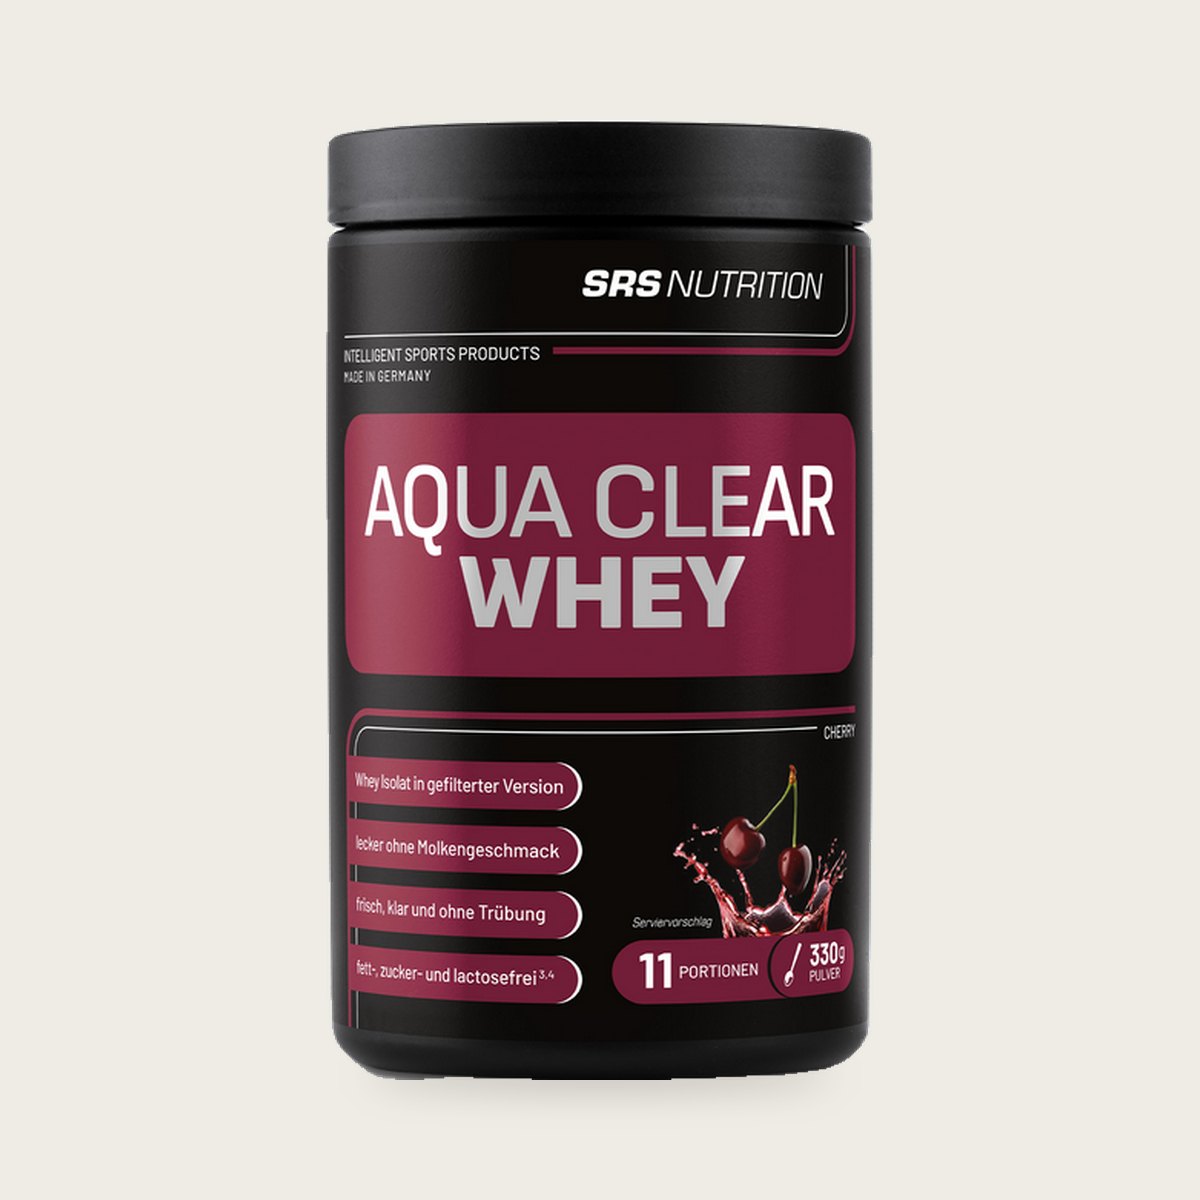 SRS NUTRITION
INTELLIGENT SPORTS PRODUCTS
MADE IN GERMANY
AQUA CLEAR
WHEY
CHERRY
Whey Isolat in gefilterter Version
lecker ohne Molkengeschmack
frisch, klar und ohne Trübung
fett-, zucker- und lactosefrei 3,4
Serviervorschlag
11 PORTIONEN
330g
PULVER